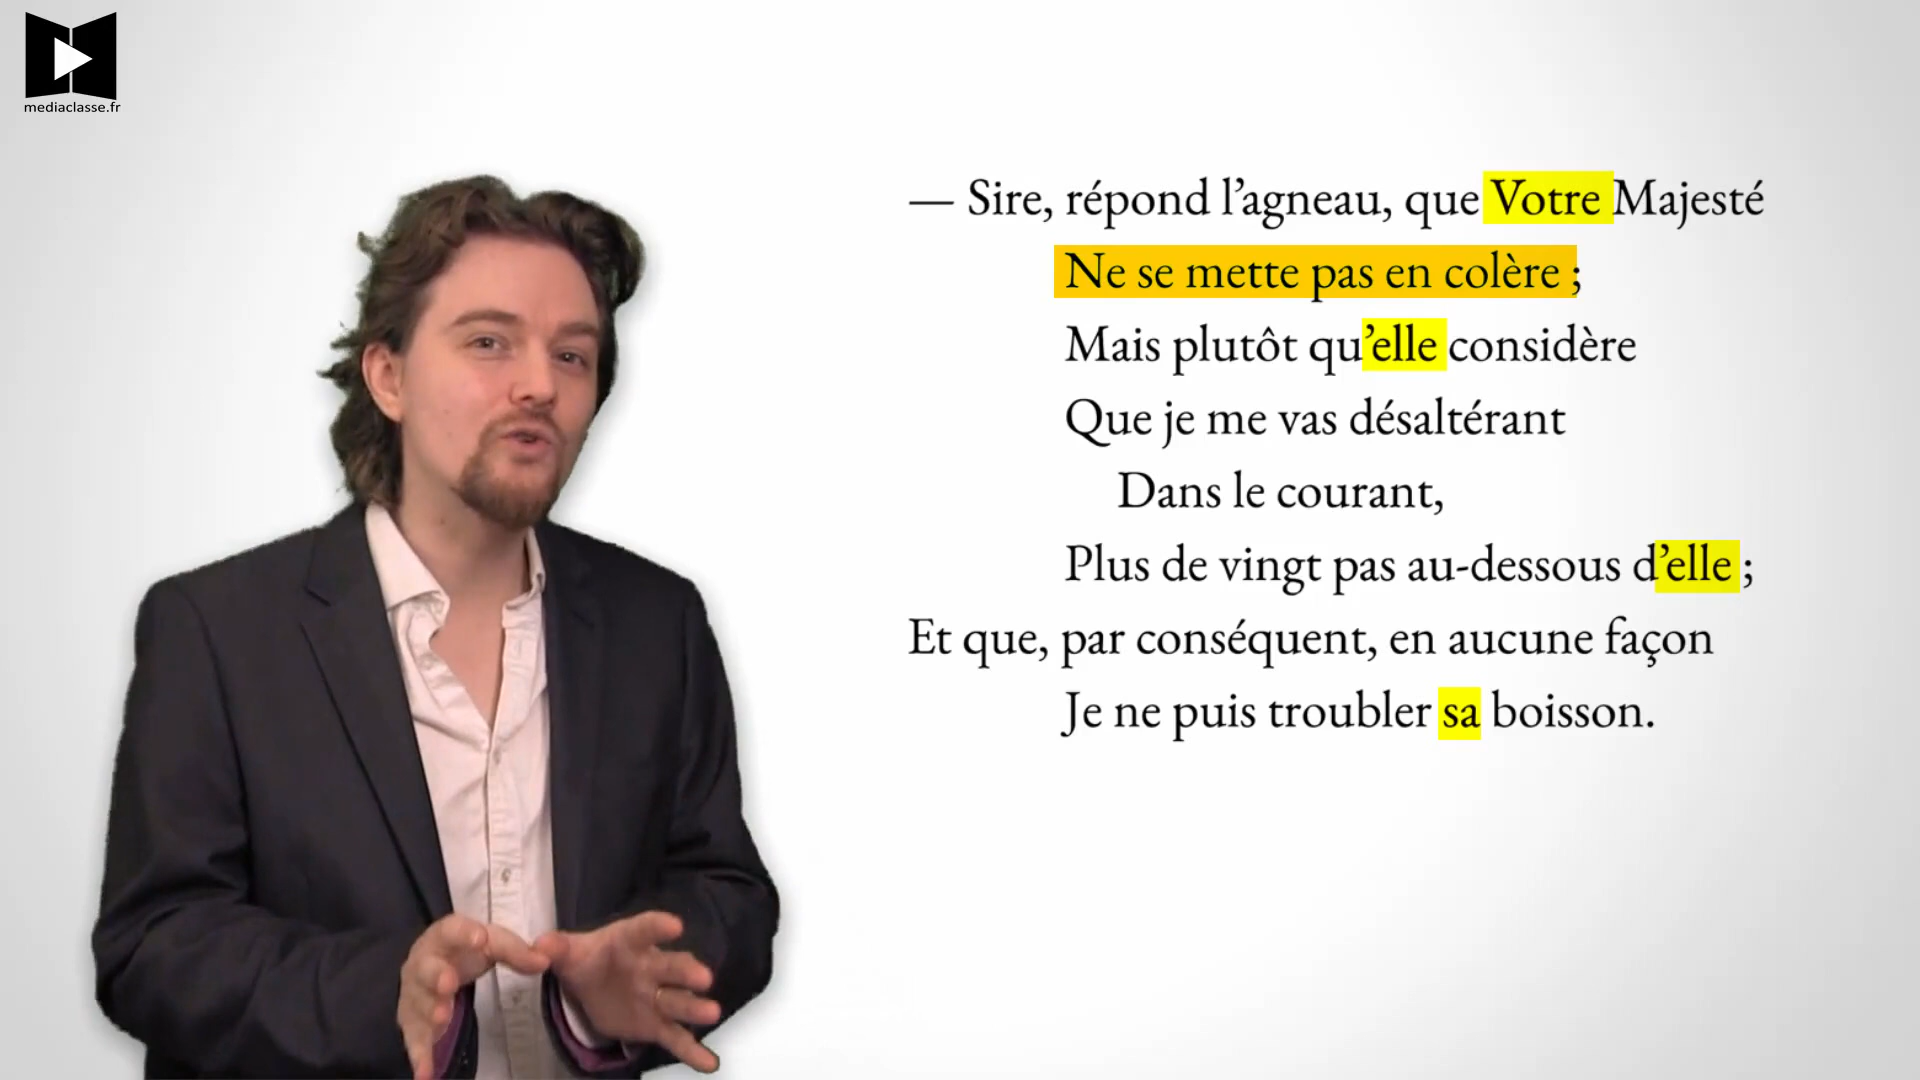 mediaclasse.fr
— Sire, répond l’agneau, que Votre Majesté
Ne se mette pas en colère ;
Mais plutôt qu’elle considère
Que je me vas désaltérant
Dans le courant,
Plus de vingt pas au-dessous d’elle ;
Et que, par conséquent, en aucune façon
Je ne puis troubler sa boisson.